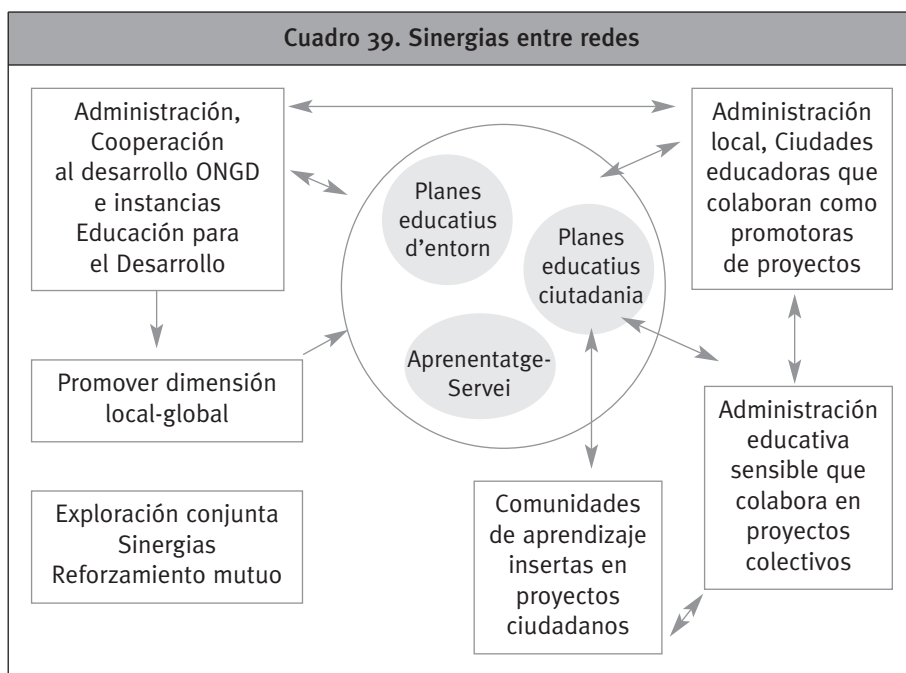 Cuadro 39. Sinergias entre redes
Administración,
Cooperación
al desarrollo ONGD
e instancias
Educación para
el Desarrollo
Planes
educatius
d'entorn
Planes
educatius
ciutadania
Aprenentatge-
Servei
Administración
local, Ciudades
educadoras que
colaboran como
promotoras
de proyectos
Promover dimensión
local-global
Administración
educativa
sensible que
colabora en
proyectos
colectivos
Exploración conjunta
Sinergias
Reforzamiento mutuo
Comunidades
de aprendizaje
insertas en
proyectos
ciudadanos